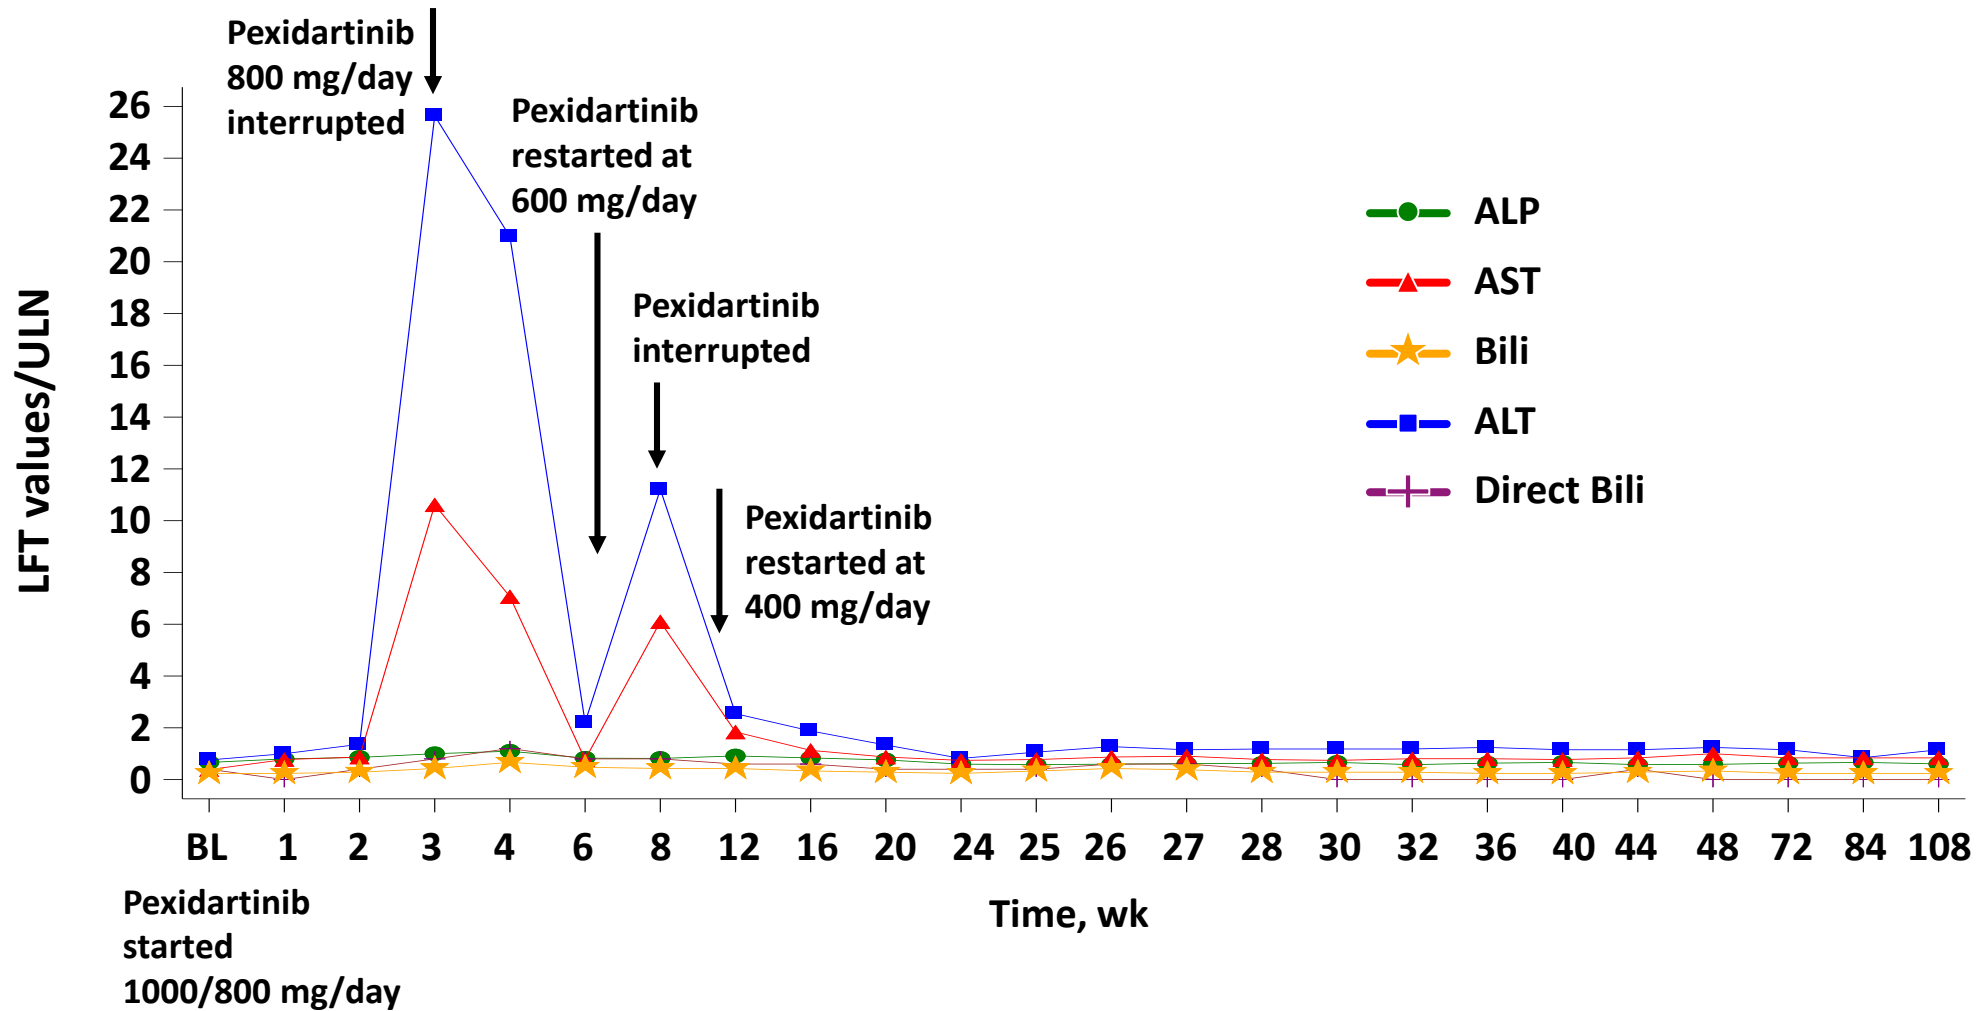 Pexidartinib
800 mg/day
interrupted
Pexidartinib
restarted at
600 mg/day
Pexidartinib
interrupted
Pexidartinib
restarted at
400 mg/day
ALP
AST
Bili
ALT
Direct Bili
LFT values/ULN
26
24
22
20
18
16
14
12
10
8
6
4
2
0
BL 1 2 3 4 6 8 12 16 20 24 25 26 27 28 30 32 36 40 44 48 72 84 108
Time, wk
Pexidartinib
started
1000/800 mg/day